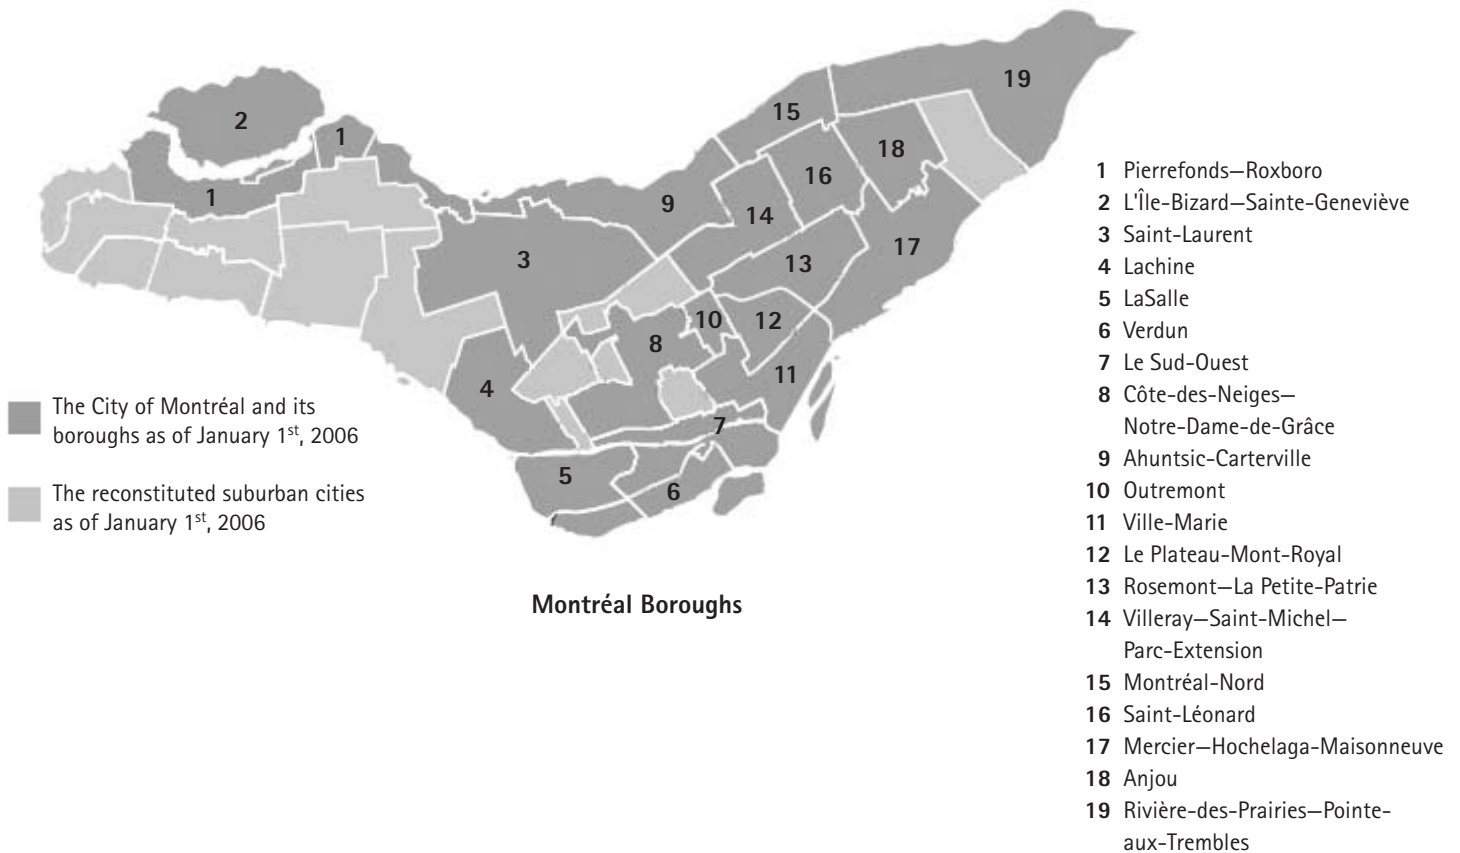 2
1
1
9
3
15
19
18
16
14
17
13
10
12
8
11
4
7
5
6
The City of Montréal and its
boroughs as of January 1st, 2006
The reconstituted suburban cities
as of January 1st, 2006
Montréal Boroughs
1 Pierrefonds—Roxboro
2 L'Île-Bizard—Sainte-Geneviève
3 Saint-Laurent
4 Lachine
5 LaSalle
6 Verdun
7 Le Sud-Ouest
8 Côte-des-Neiges—
Notre-Dame-de-Grâce
9 Ahuntsic-Carterville
10 Outremont
11 Ville-Marie
12 Le Plateau-Mont-Royal
13 Rosemont—La Petite-Patrie
14 Villeray—Saint-Michel—
Parc-Extension
15 Montréal-Nord
16 Saint-Léonard
17 Mercier—Hochelaga-Maisonneuve
18 Anjou
19 Rivière-des-Prairies—Pointe-
aux-Trembles